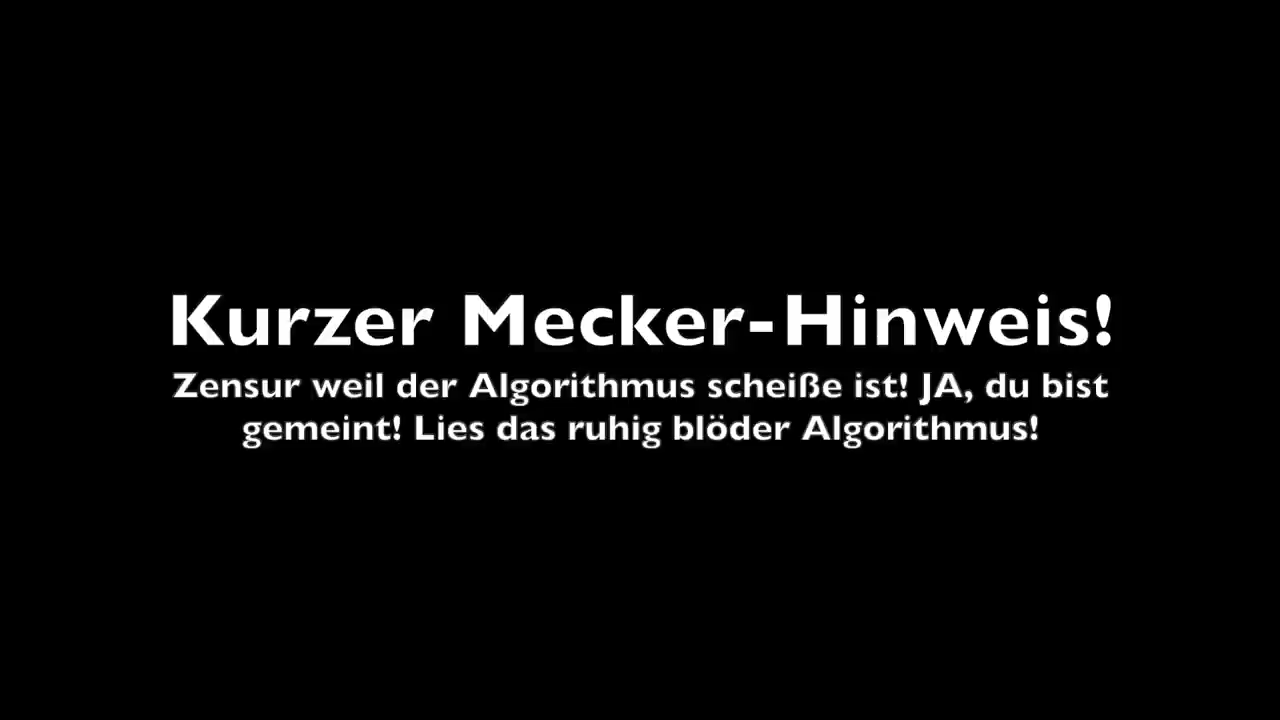 Kurzer Mecker-Hinweis!
Zensur weil der Algorithmus scheiße ist! JA, du bist
gemeint! Lies das ruhig blöder Algorithmus!